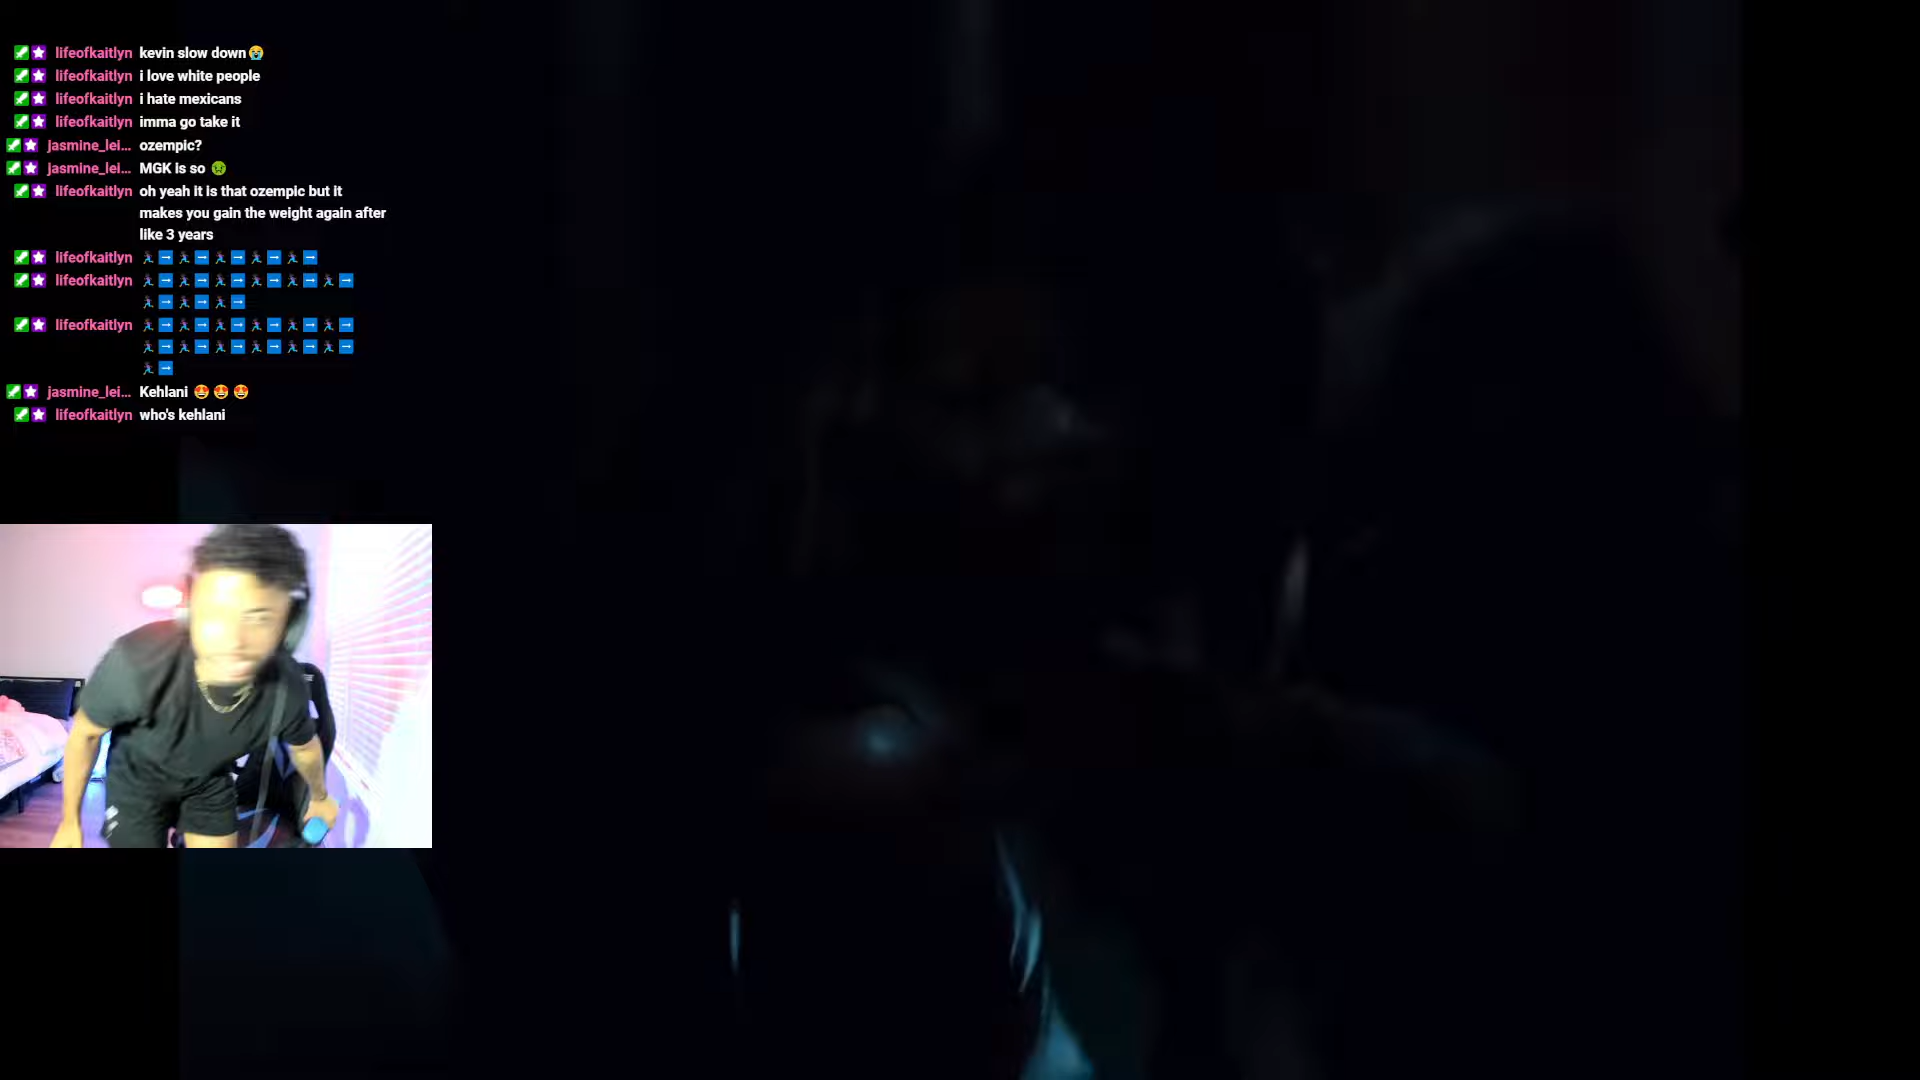 lifeofkaitlyn kevin slow down😭
lifeofkaitlyn i love white people
lifeofkaitlyn i hate mexicans
lifeofkaitlyn imma go take it
jasmine_lei... ozempic?
jasmine_lei... MGK is so 🤢
lifeofkaitlyn oh yeah it is that ozempic but it
makes you gain the weight again after
like 3 years
lifeofkaitlyn 🏃🏿‍♀️➡️🏃🏿‍♀️➡️🏃🏿‍♀️➡️🏃🏿‍♀️➡️🏃🏿‍♀️➡️
lifeofkaitlyn 🏃🏿‍♀️➡️🏃🏿‍♀️➡️🏃🏿‍♀️➡️🏃🏿‍♀️➡️🏃🏿‍♀️➡️🏃🏿‍♀️➡️
🏃🏿‍♀️➡️🏃🏿‍♀️➡️🏃🏿‍♀️➡️
lifeofkaitlyn 🏃🏿‍♀️➡️🏃🏿‍♀️➡️🏃🏿‍♀️➡️🏃🏿‍♀️➡️🏃🏿‍♀️➡️🏃🏿‍♀️➡️
🏃🏿‍♀️➡️🏃🏿‍♀️➡️🏃🏿‍♀️➡️🏃🏿‍♀️➡️🏃🏿‍♀️➡️🏃🏿‍♀️➡️
🏃🏿‍♀️➡️
jasmine_lei... Kehlani 😍 😍 😍
lifeofkaitlyn who's kehlani